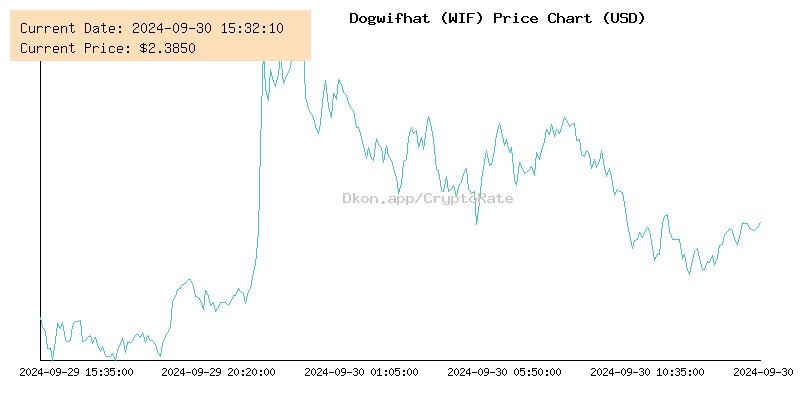 Dogwifhat (WIF) Price Chart (USD)
Current Date: 2024-09-30 15:32:10
Current Price: $2.3850
Dkon.app/CryptoRate
2024-09-29 15:35:00 2024-09-29 20:20:00 2024-09-30 01:05:00 2024-09-30 05:50:00 2024-09-30 10:35:00 2024-09-30